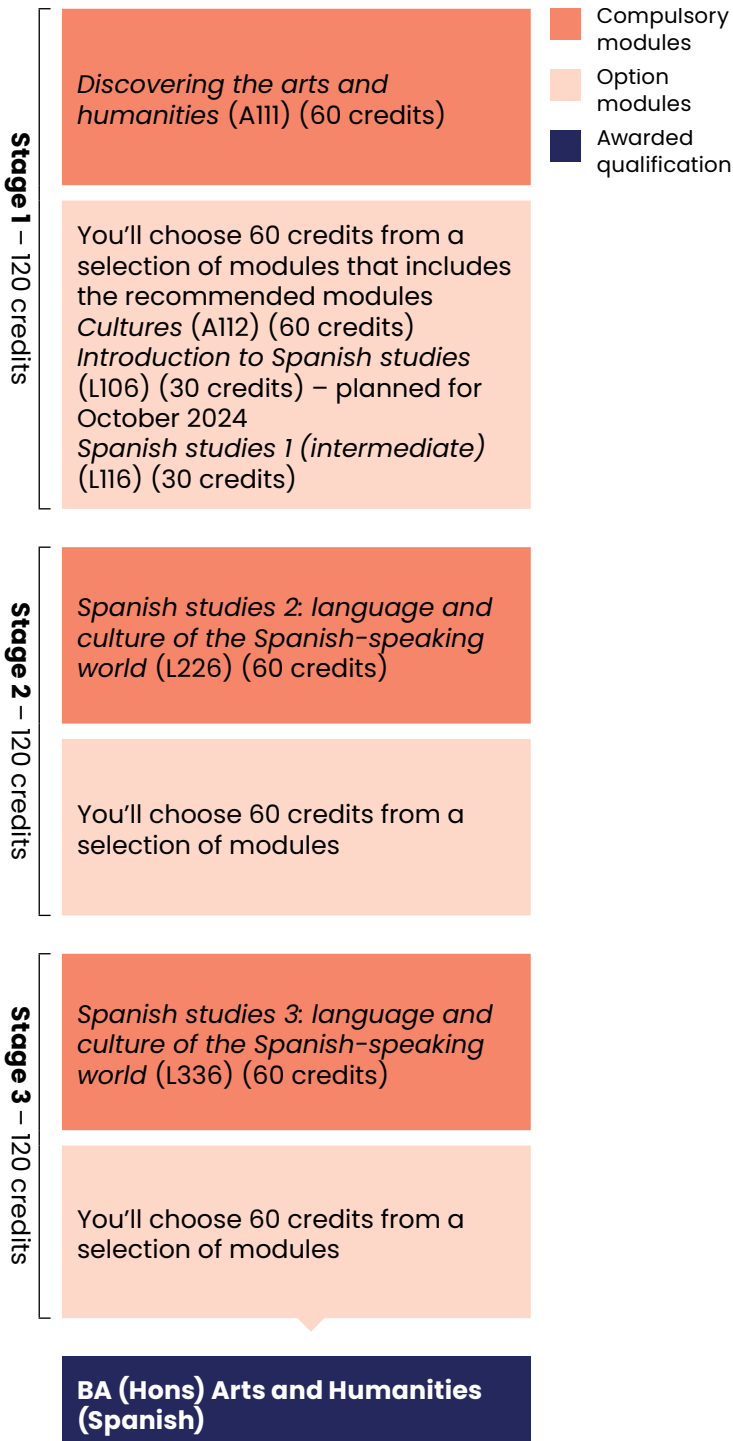 Compulsory
modules
Option
modules
Awarded
qualification
Stage 1 – 120 credits
Discovering the arts and
humanities (A111) (60 credits)
You’ll choose 60 credits from a
selection of modules that includes
the recommended modules
Cultures (A112) (60 credits)
Introduction to Spanish studies
(L106) (30 credits) – planned for
October 2024
Spanish studies 1 (intermediate)
(L116) (30 credits)
Stage 2 – 120 credits
Spanish studies 2: language and
culture of the Spanish-speaking
world (L226) (60 credits)
You’ll choose 60 credits from a
selection of modules
Stage 3 – 120 credits
Spanish studies 3: language and
culture of the Spanish-speaking
world (L336) (60 credits)
You’ll choose 60 credits from a
selection of modules
BA (Hons) Arts and Humanities
(Spanish)